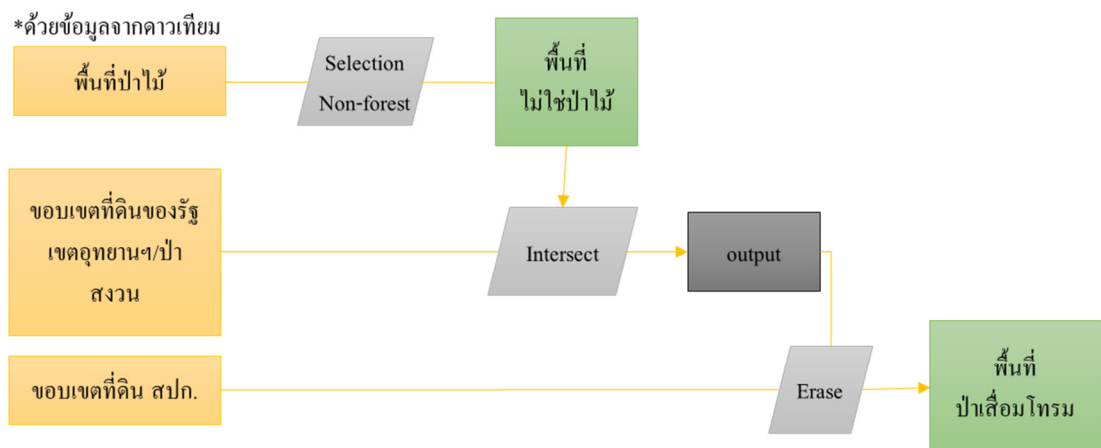 *ด้วยข้อมูลจากดาวเทียม
พื้นที่ป่าไม้
Selection
Non-forest
พื้นที่
ไม่ใช่ป่าไม้
ขอบเขตที่ดินของรัฐ
เขตอุทยานฯ/ป่า
สงวน
Intersect
output
ขอบเขตที่ดิน สปก.
Erase
พื้นที่
ป่าเสื่อมโทรม